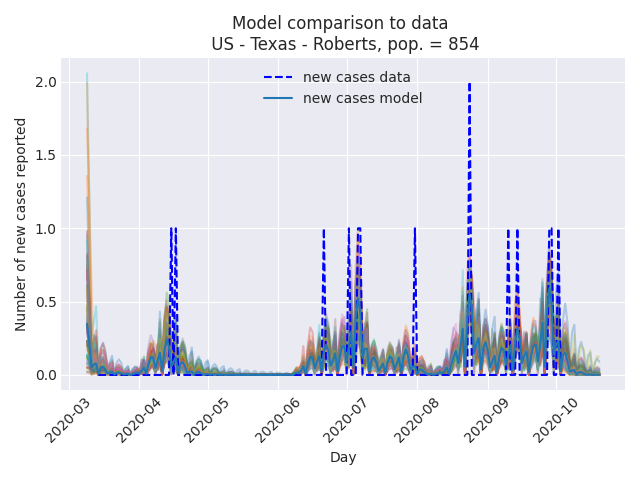 Model comparison to data
US - Texas - Roberts, pop. = 854
new cases data
new cases model
Number of new cases reported
2.0
1.5
1.0
0.5
0.0
2020-03
2020-04
2020-05
2020-06
2020-07
2020-08
2020-09
2020-10
Day